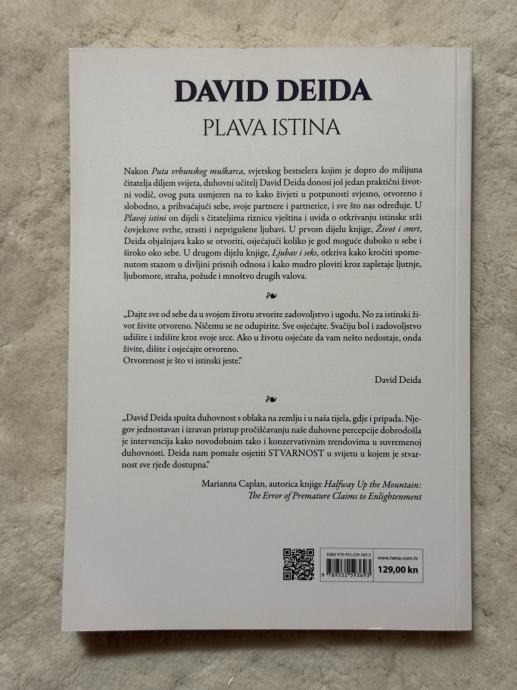 DAVID DEIDA
PLAVA ISTINA
Nakon Puta vrhunskog muškarca, svjetskog bestselera kojim je dopro do milijuna
čitatelja diljem svijeta, duhovni učitelj David Deida donosi još jedan praktični život-
ni vodič, ovog puta usmjeren na to kako živjeti u potpunosti svjesno, otvoreno i
slobodno, a prihvaćajući sebe, svoje partnere i partnerice, i sve što nas određuje. U
Plavoj istini on dijeli s čitateljima riznicu vještina i uvida o otkrivanju istinske srži
čovjekove svrhe, strasti i neprigušene ljubavi. U prvom dijelu knjige, Život i smrt,
Deida objašnjava kako se otvoriti, osjećajući koliko je god moguće duboko u sebe i
široko oko sebe. U drugom dijelu knjige, Ljubav i seks, otkriva kako kročiti spome-
nutom stazom u divljini prisnih odnosa i kako mudro ploviti kroz zapletaje ljutnje,
ljubomore, straha, požude i mnoštvo drugih valova.
„Dajte sve od sebe da u svojem životu stvorite zadovoljstvo i ugodu. No za istinski ži-
vot živite otvoreno. Ničemu se ne odupirite. Sve osjećajte. Svačiju bol i zadovoljstvo
udišite i izdišite kroz svoje srce. Ako u životu osjećate da vam nešto nedostaje, onda
živite, dišite i osjećajte otvoreno.
Otvorenost je što vi istinski jeste.“
David Deida
„David Deida spušta duhovnost s oblaka na zemlju i u naša tijela, gdje i pripada. Nje-
gov jednostavan i izravan pristup pročišćavanju naše duhovne percepcije dobrodošla
je intervencija kako novodobnim tako i konzervativnim trendovima u suvremenoj
duhovnosti. Deida nam pomaže osjetiti STVARNOST u svijetu u kojem je stvar-
nost sve rjeđe dostupna.“
Marianna Caplan, autorica knjige Halfway Up the Mountain:
The Error of Premature Claims to Enlightenment
ISBN 978-953-259-369-3
9 789532 593693
www.hena-com.hr
129,00 kn